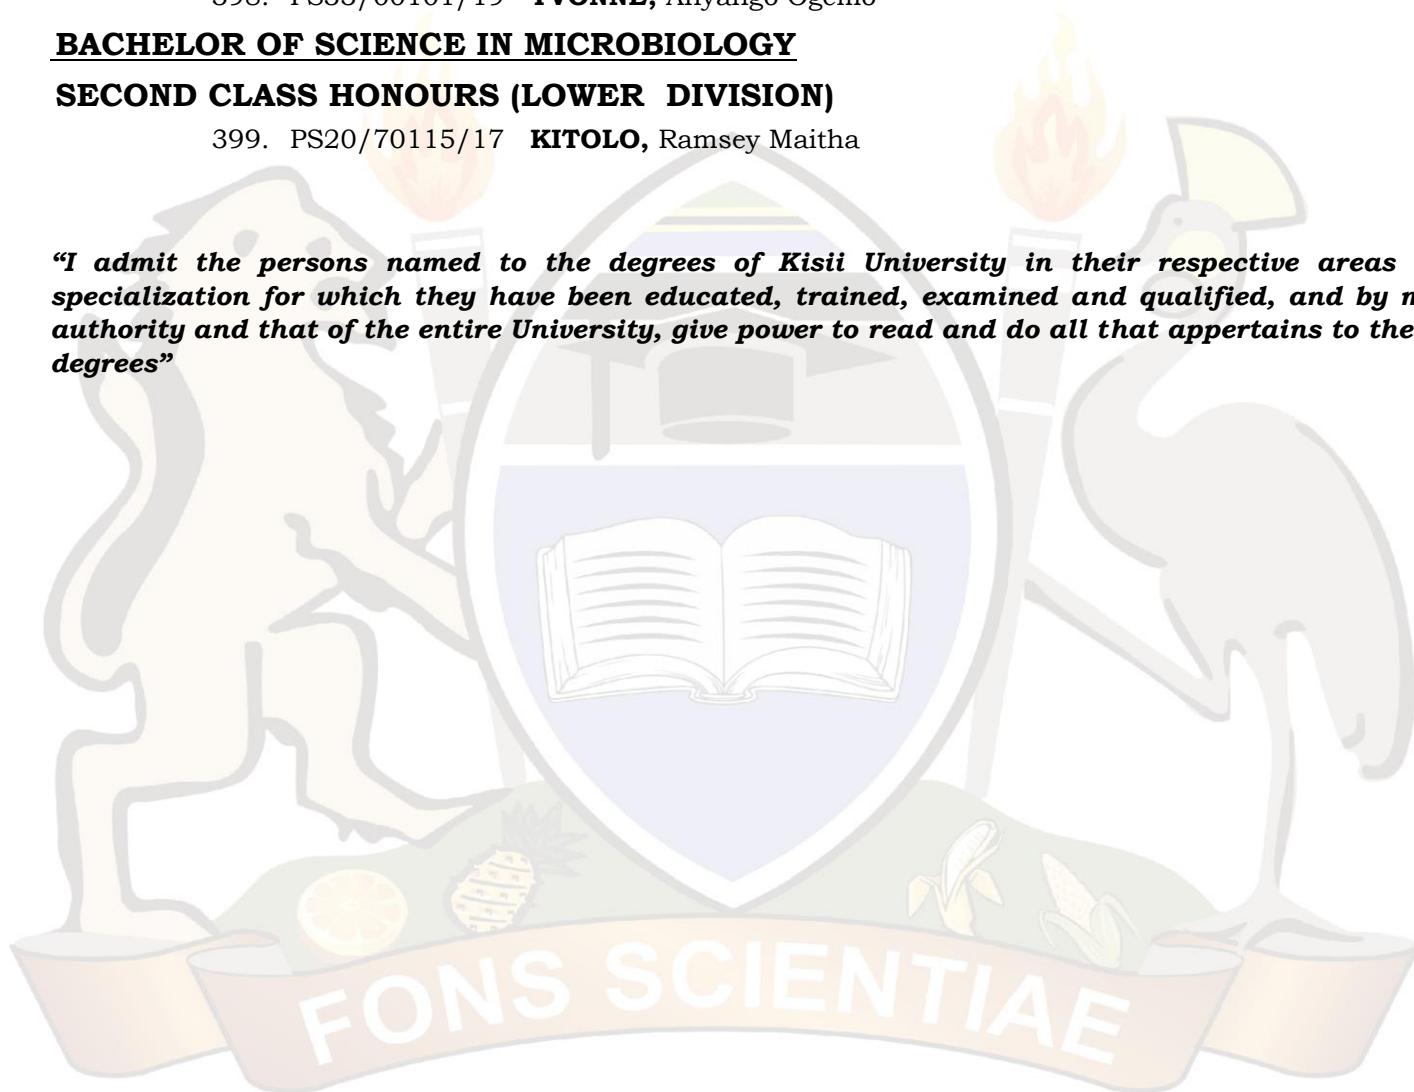 BACHELOR OF SCIENCE IN MICROBIOLOGY
SECOND CLASS HONOURS (LOWER DIVISION)
399. PS20/70115/17 KITOLO, Ramsey Maitha
“I admit the persons named to the degrees of Kisii University in their respective areas
specialization for which they have been educated, trained, examined and qualified, and by
authority and that of the entire University, give power to read and do all that appertains to the
degrees”
FONS SCIENTIAE